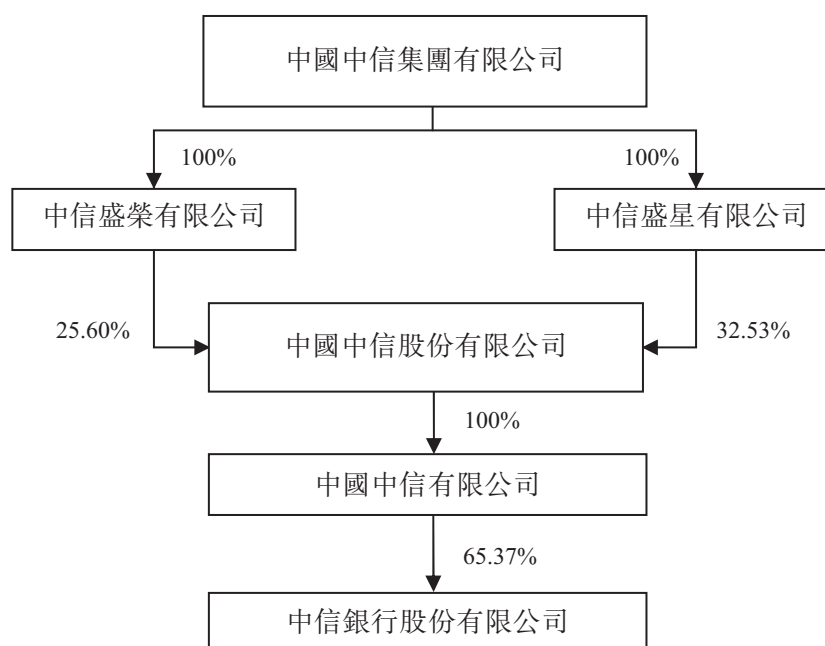 中國中信集團有限公司
100%
100%
中信盛榮有限公司
中信盛星有限公司
25.60%
32.53%
中國中信股份有限公司
100%
中國中信有限公司
65.37%
中信銀行股份有限公司